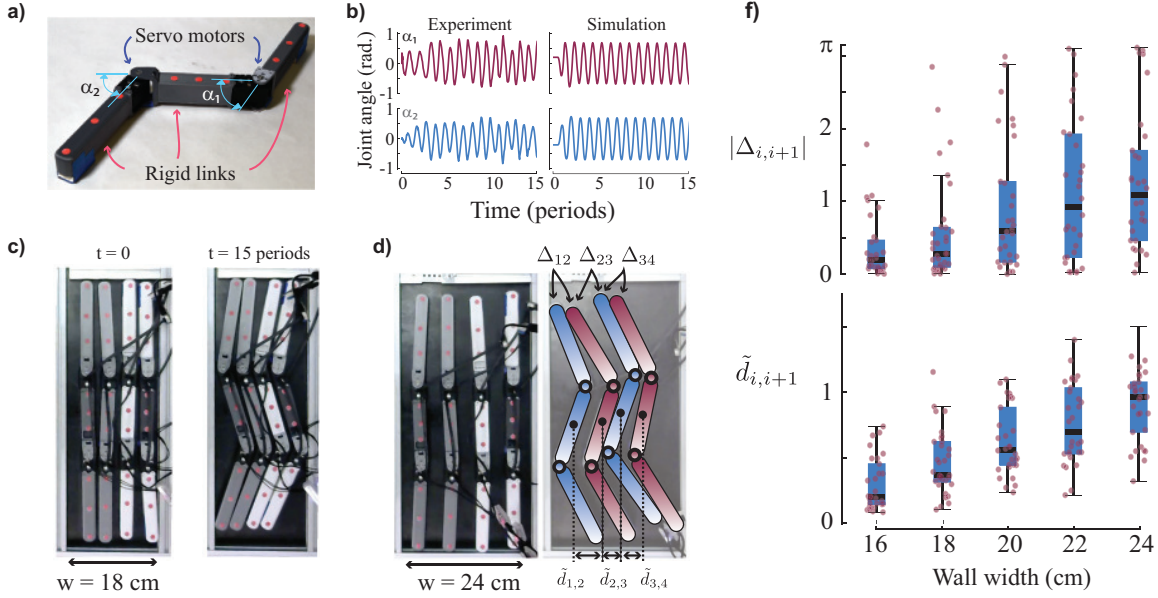 a)
Servo motors
α₂
α₁
Rigid links
b)
Experiment
Simulation
Joint angle (rad.)
1
α₁
0
-1
1
α₂
0
-1
0 5 10 15 0 5 10 15
Time (periods)
c)
t = 0
t = 15 periods
w = 18 cm
d)
Δ₁₂ Δ₂₃ Δ₃₄
w = 24 cm
d̃₁,₂ d̃₂,₃ d̃₃,₄
f)
π
2
|Δᵢ,ᵢ₊₁|
1
0
d̃ᵢ,ᵢ₊₁
1
0
16 18 20 22 24
Wall width (cm)